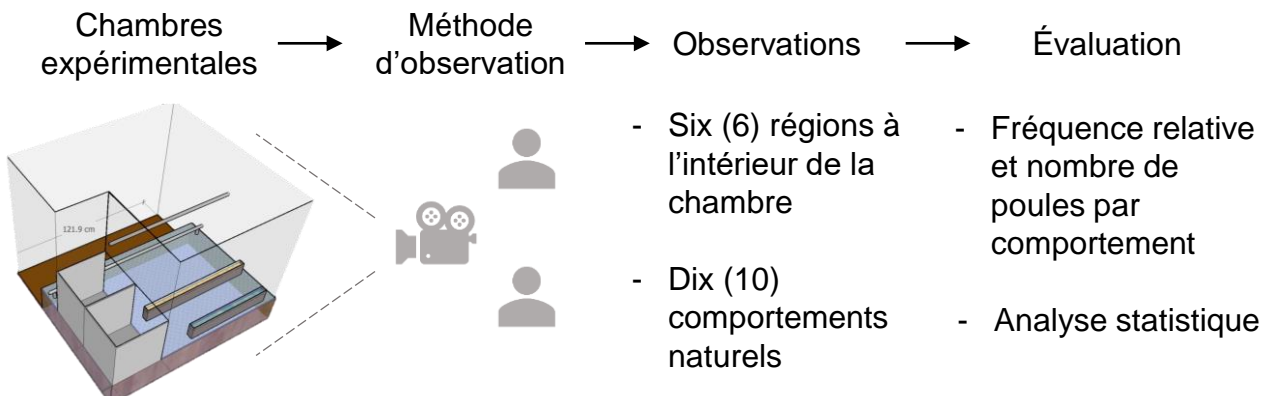 Chambres
expérimentales
Méthode
d'observation
Observations
Évaluation
121.9 cm
- Six (6) régions à
l'intérieur de la
chambre
- Dix (10)
comportements
naturels
- Fréquence relative
et nombre de
poules par
comportement
- Analyse statistique